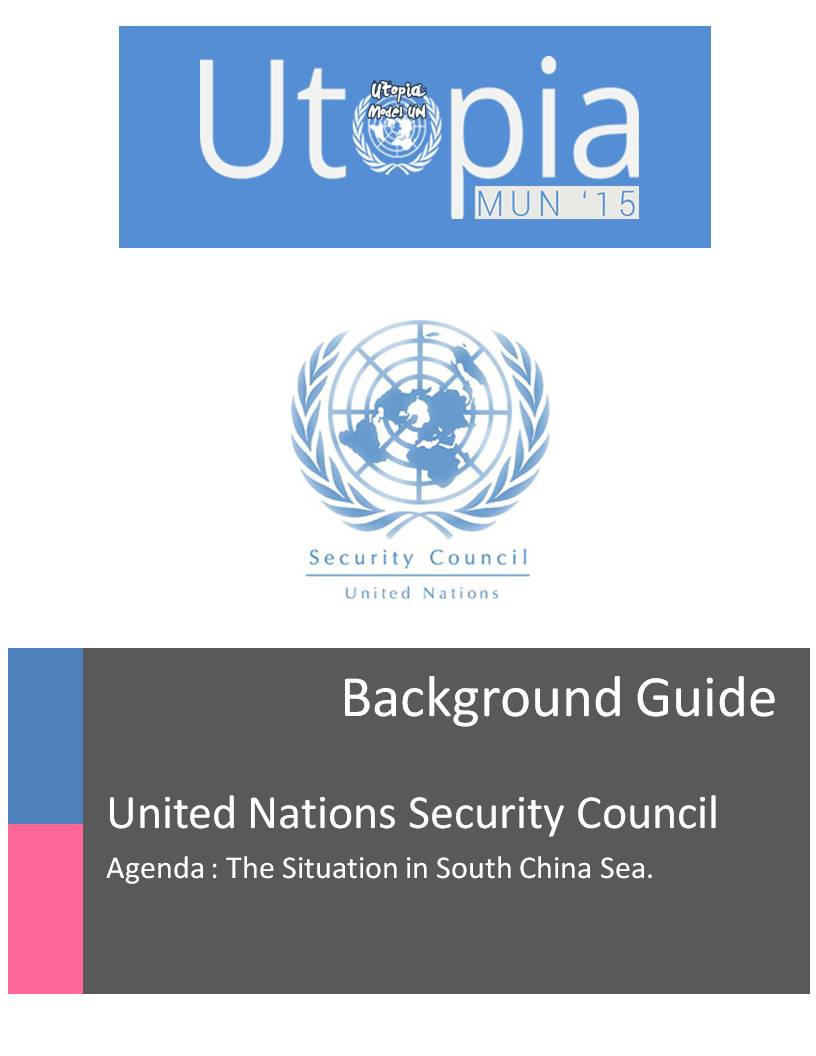 Utopia
Utopia
Model UN
MUN ‘15
Security Council
United Nations
Background Guide
United Nations Security Council
Agenda : The Situation in South China Sea.